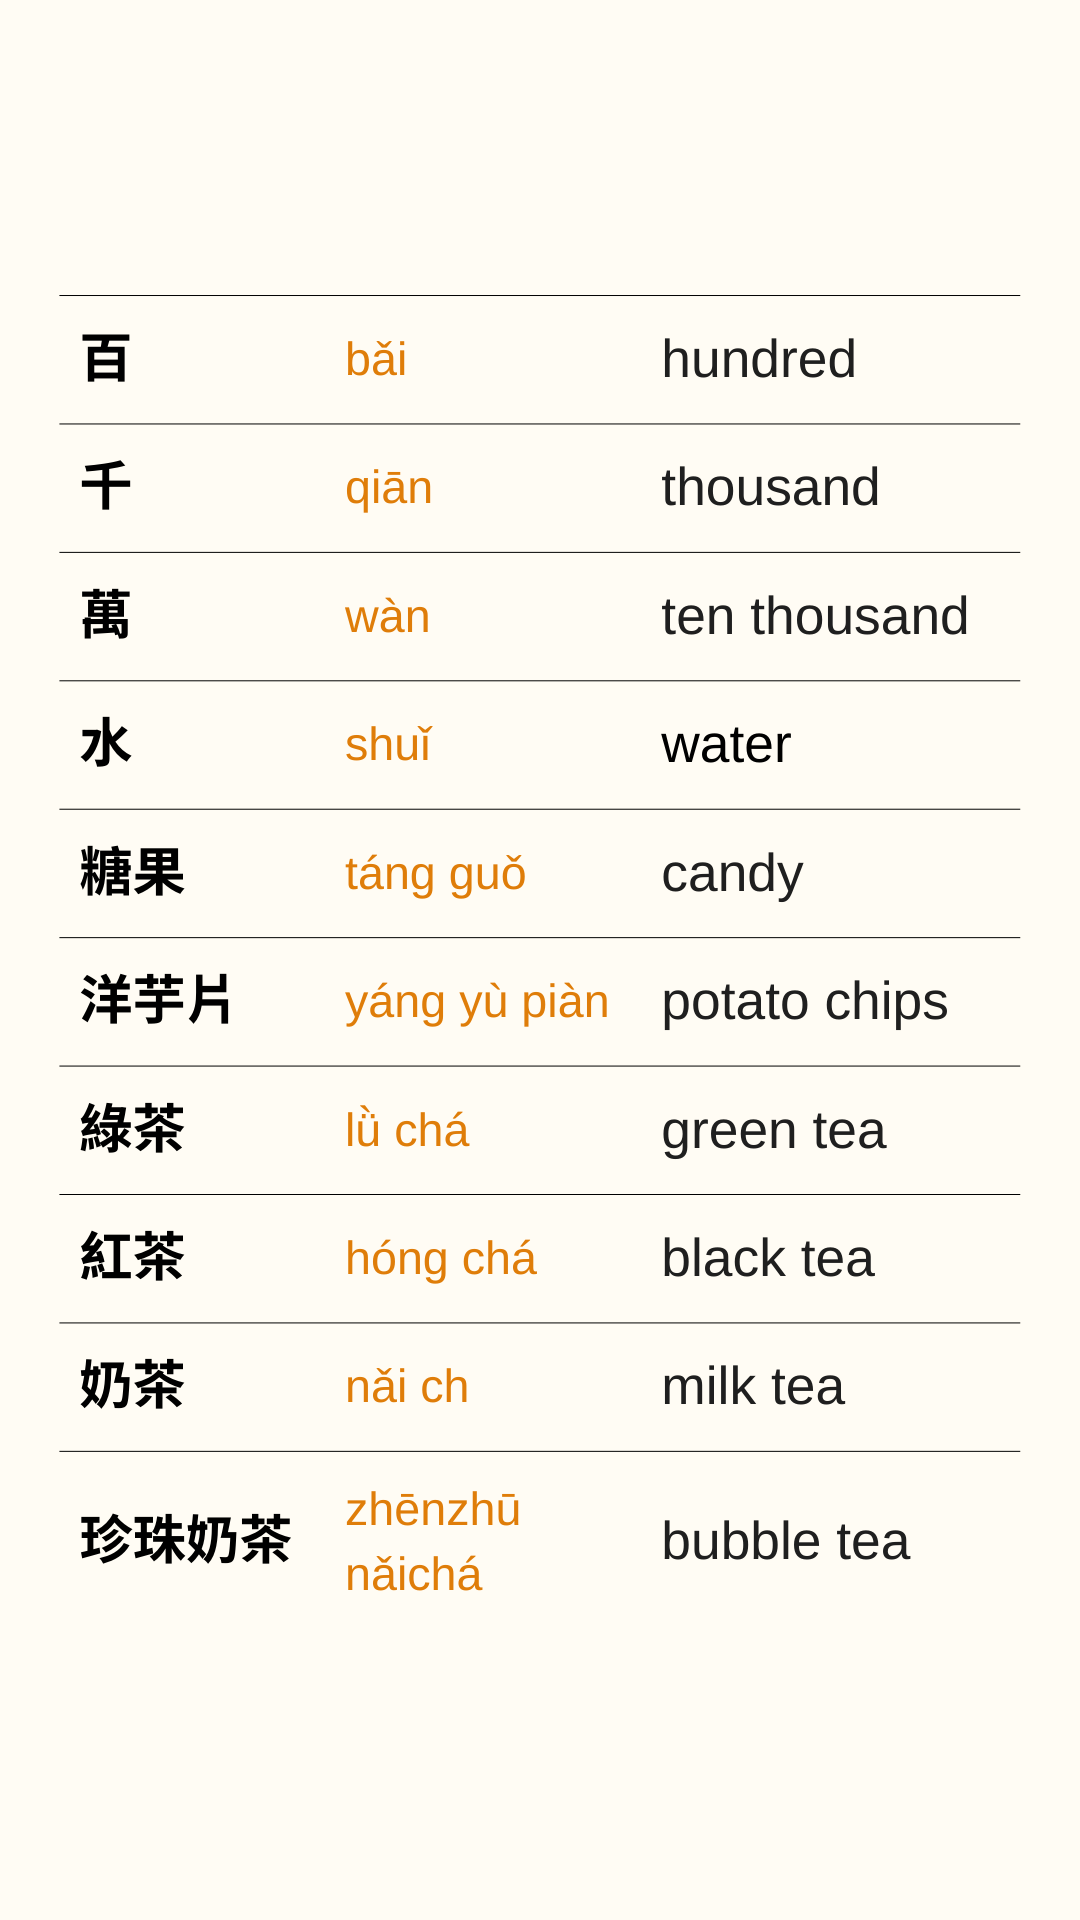 百 bǎi hundred
千 qiān thousand
萬 wàn ten thousand
水 shuǐ water
糖果 táng guǒ candy
洋芋片 yáng yù piàn potato chips
綠茶 lǜ chá green tea
紅茶 hóng chá black tea
奶茶 nǎi ch milk tea
珍珠奶茶 zhēnzhū nǎichá bubble tea